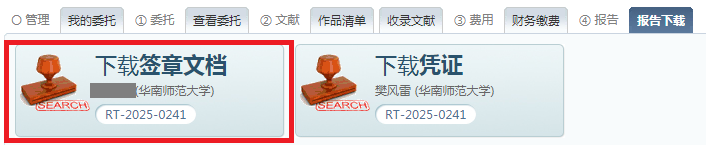 管理 我的委托 ① 委托 查看委托 ② 文献 作品清单 收录文献 ③ 费用 财务缴费 ④ 报告 报告下载
下载签章文档
(华南师范大学)
RT-2025-0241
SEARCH
下载凭证
樊风雷 (华南师范大学)
RT-2025-0241
SEARCH